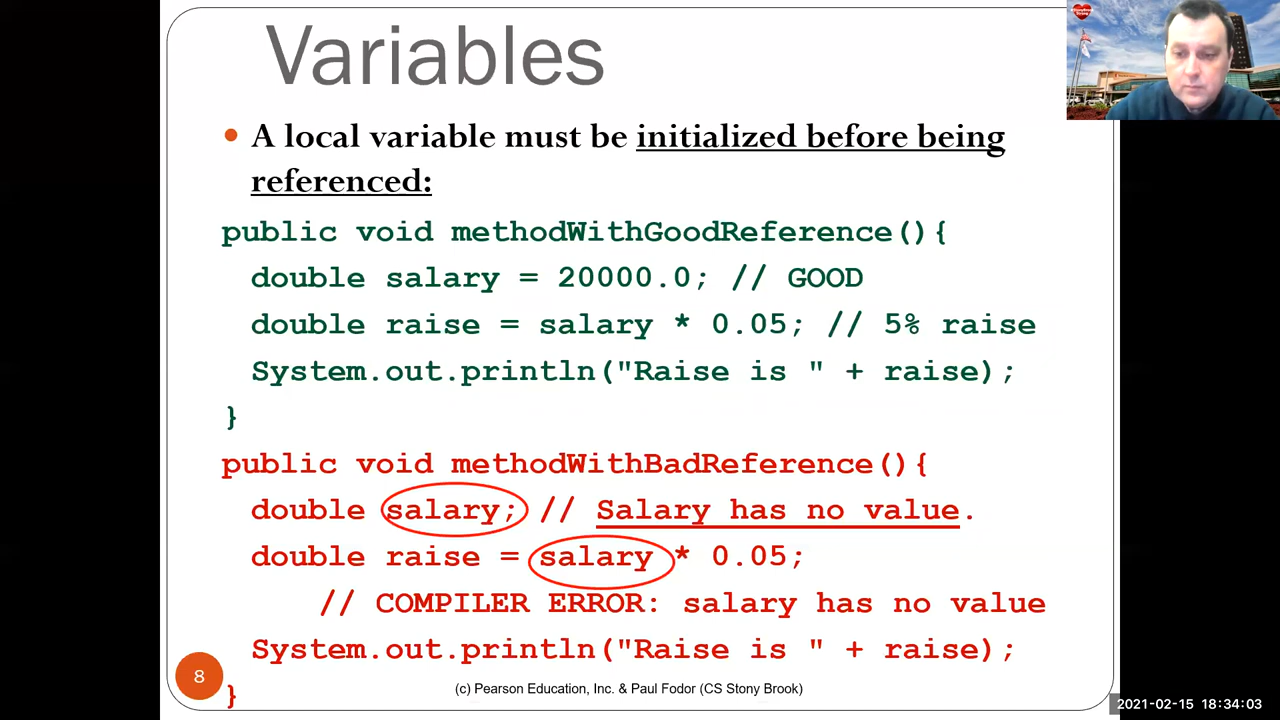 Variables
• A local variable must be initialized before being
referenced:
public void methodWithGoodReference(){
double salary = 20000.0; // GOOD
double raise = salary * 0.05; // 5% raise
System.out.println("Raise is " + raise);
}
public void methodWithBadReference(){
double salary; // Salary has no value.
double raise = salary * 0.05;
// COMPILER ERROR: salary has no value
System.out.println("Raise is " + raise);
}
8
(c) Pearson Education, Inc. & Paul Fodor (CS Stony Brook)
2021-02-15 18:34:03